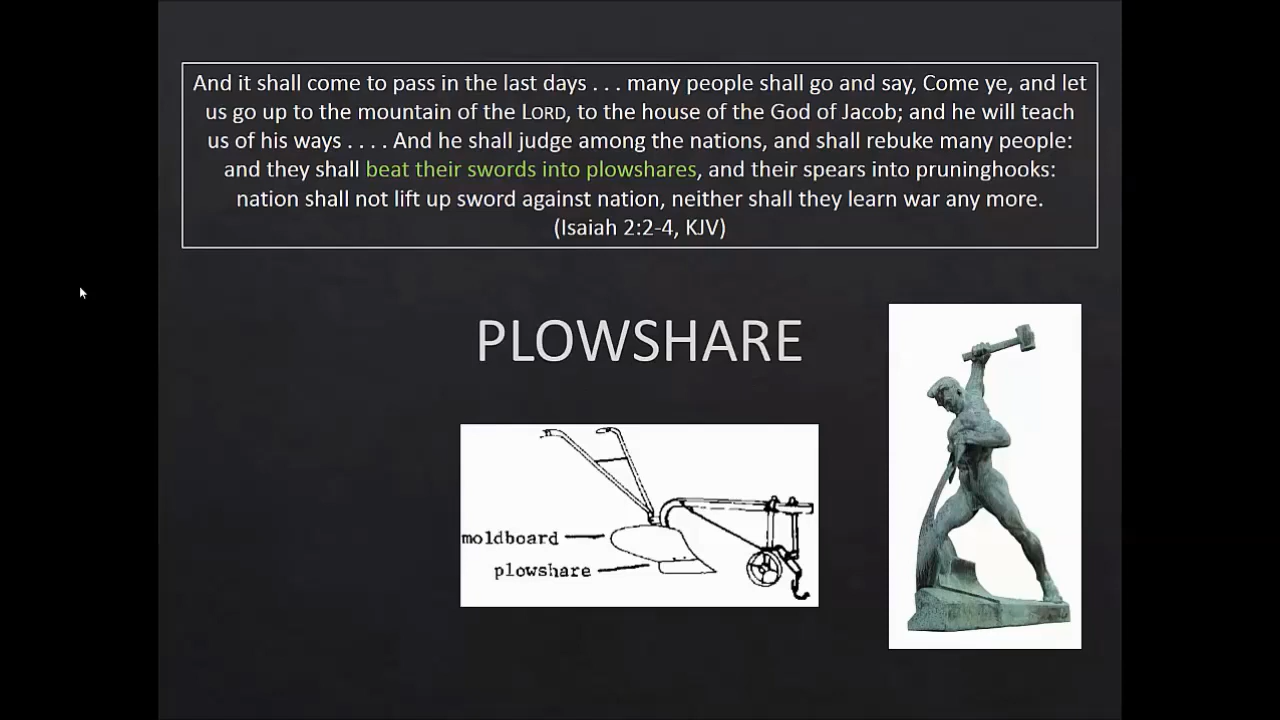 And it shall come to pass in the last days . . . many people shall go and say, Come ye, and let
us go up to the mountain of the LORD, to the house of the God of Jacob; and he will teach
us of his ways . . . . And he shall judge among the nations, and shall rebuke many people:
and they shall beat their swords into plowshares, and their spears into pruninghooks:
nation shall not lift up sword against nation, neither shall they learn war any more.
(Isaiah 2:2-4, KJV)
PLOWSHARE
moldboard
plowshare